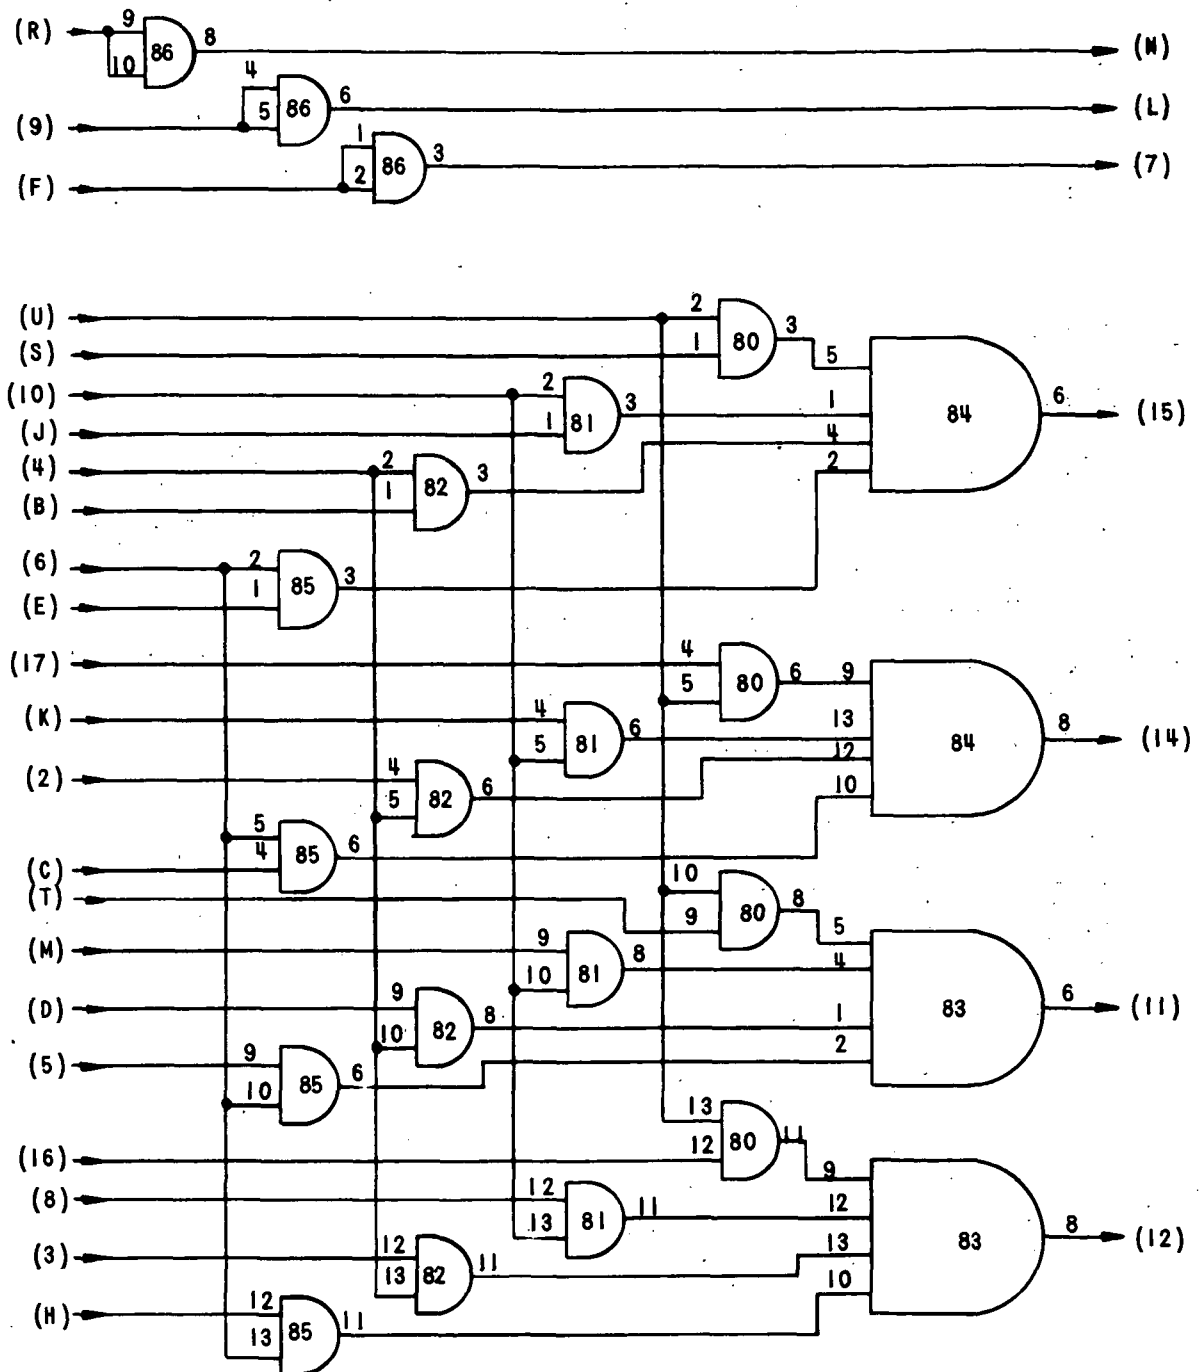 (R) 9 8 (N)
86
10
4
5 86 6 (L)
(9)
1
3 (7)
2 86
(F)
(U) 2
80 3
(S) 1 5
(10) 2
3 1 84 6 (15)
(J) 1 81
4
(4) 2 3 2
1 82
(B)
(6) 2
85 3
1
(E)
(17) 4
80 6 9
5
(K) 4 13
81 6 84 8 (14)
5 12
(2) 4 10
82 6
5
5
4 85 6
(C)
(T) 10
80 8
9 5
(M) 9 8 4
10 81
83 6 (11)
(D) 9 8 1
10 82 2
(5) 9 6
10 85
13
80 11
(16) 12 9
(8) 12 11 12
13 81
83 8 (12)
(3) 12 11 13
13 82 10
(H) 12 11
13 85